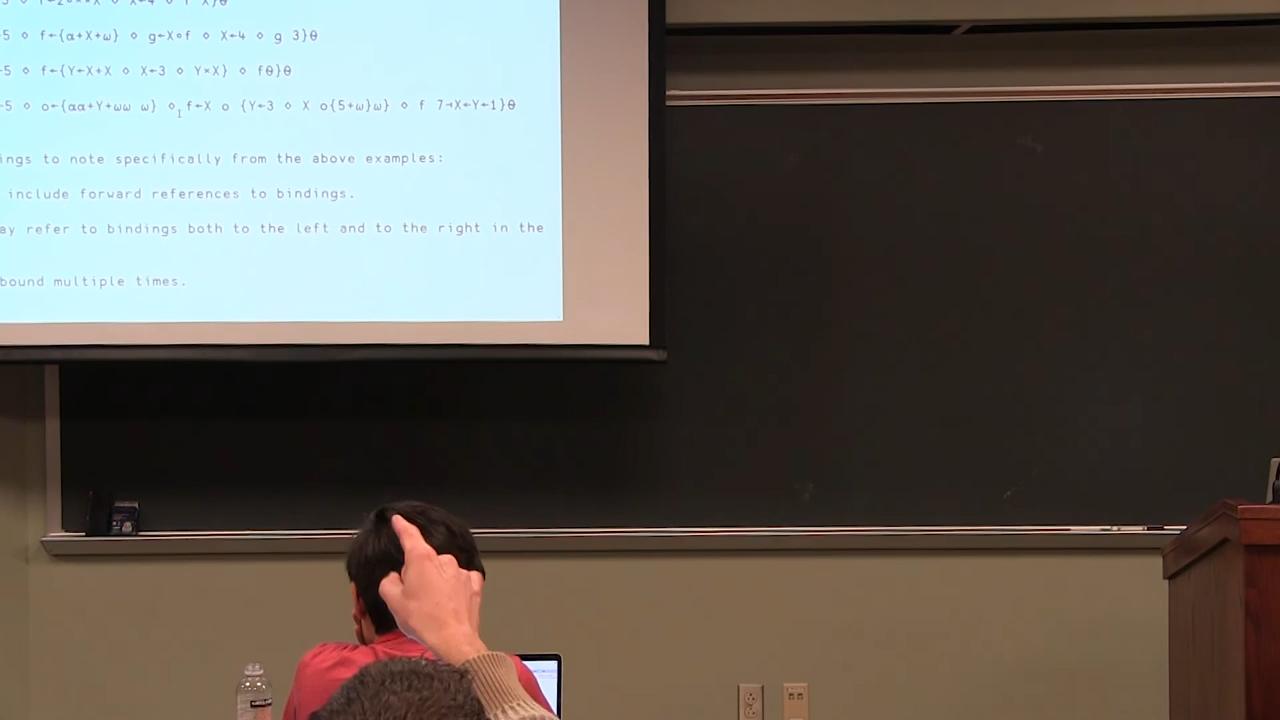 -5 ⋄ f←{⍺+X+⍵} ⋄ g←X∘f ⋄ X←4 ⋄ g 3}⍬
-5 ⋄ f←{Y←X+X ⋄ X←3 ⋄ Y×X} ⋄ f⍬}⍬
-5 ⋄ o←{⍺⍺+Y+⍵⍵ ⍵} ⋄ f←X o {Y←3 ⋄ X o{5+⍵}⍵} ⋄ f 7⊣X←Y←1}⍬
ings to note specifically from the above examples:
include forward references to bindings.
ay refer to bindings both to the left and to the right in the
bound multiple times.